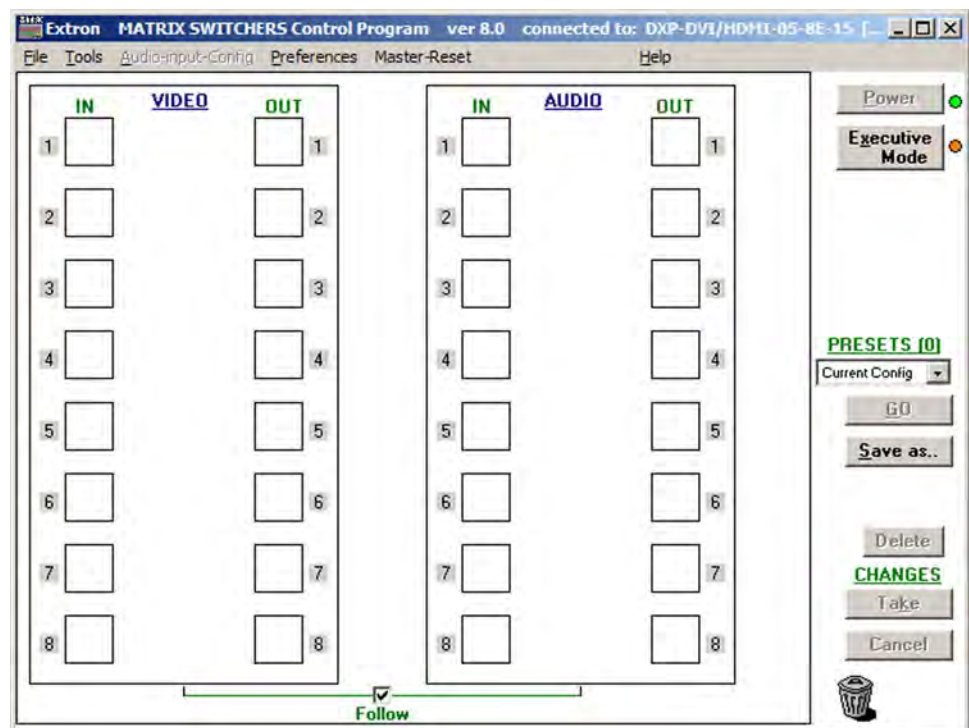 Extron MATRIX SWITCHERS Control Program ver 8.0 connected to: DXP-DVI/HDMI-05-8E-15 [...
File Tools Audio-input-Config Preferences Master-Reset Help
IN VIDEO OUT IN AUDIO OUT
1 1 1 1
2 2 2 2
3 3 3 3
4 4 4 4
5 5 5 5
6 6 6 6
7 7 7 7
8 8 8 8
Follow
Power
Executive
Mode
PRESETS (0)
Current Config
GO
Save as..
Delete
CHANGES
Take
Cancel